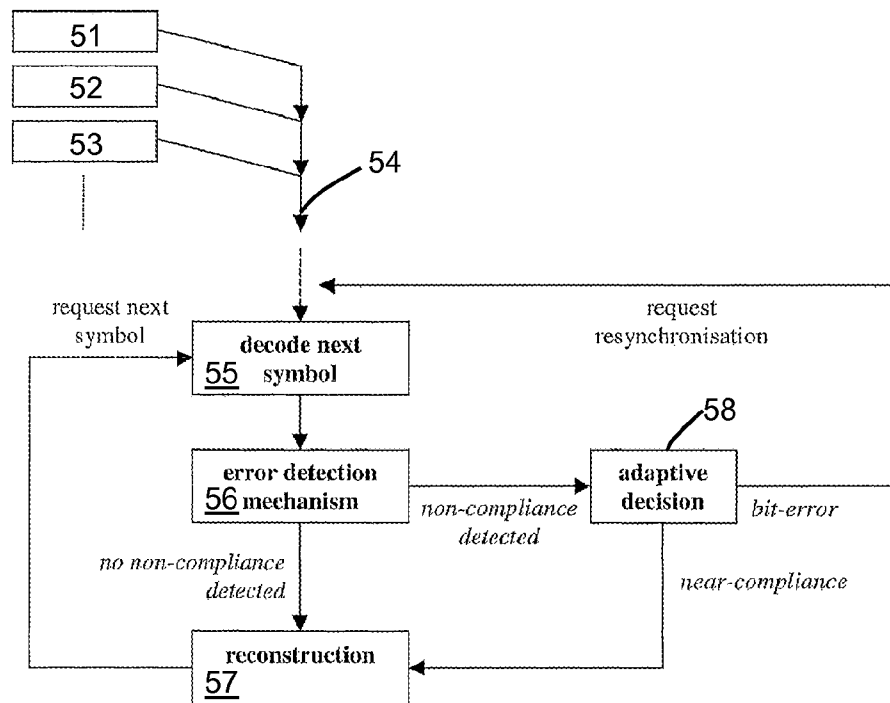 51
52
53
54
request next
symbol
request
resynchronisation
decode next
symbol
55
58
error detection
mechanism
56
adaptive
decision
non-compliance
detected
bit-error
no non-compliance
detected
near-compliance
reconstruction
57